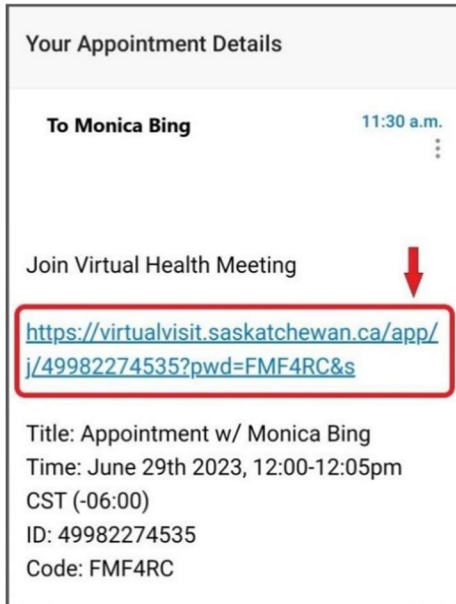 Your Appointment Details
To Monica Bing 11:30 a.m.
Join Virtual Health Meeting
https://virtualvisit.saskatchewan.ca/app/
j/49982274535?pwd=FMF4RC&s
Title: Appointment w/ Monica Bing
Time: June 29th 2023, 12:00-12:05pm
CST (-06:00)
ID: 49982274535
Code: FMF4RC